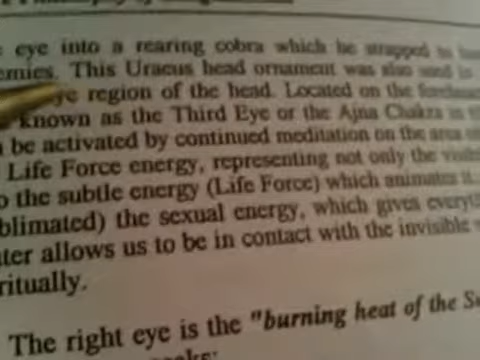 eye into a rearing cobra which he strapped to
This Uraeus head ornament was also used
region of the head. Located on the
known as the Third Eye or the Ajna Chakra in
be activated by continued meditation on the area
Life Force energy, representing not only the
the subtle energy (Life Force) which animates it.
blimated) the sexual energy, which gives everyt
ter allows us to be in contact with the invisible
ritually.
The right eye is the "burning heat of the